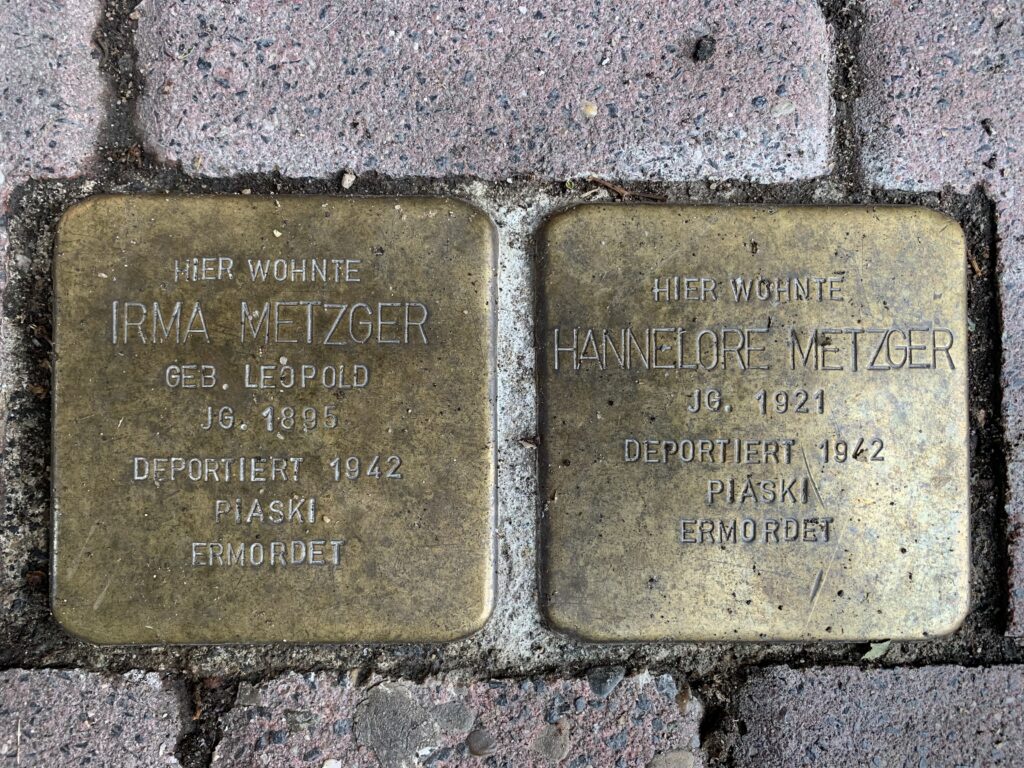 HIER WOHNTE
IRMA METZGER
GEB. LEOPOLD
JG. 1895
DEPORTIERT 1942
PIASKI
ERMORDET
HIER WOHNTE
HANNELORE METZGER
JG. 1921
DEPORTIERT 1942
PIASKI
ERMORDET